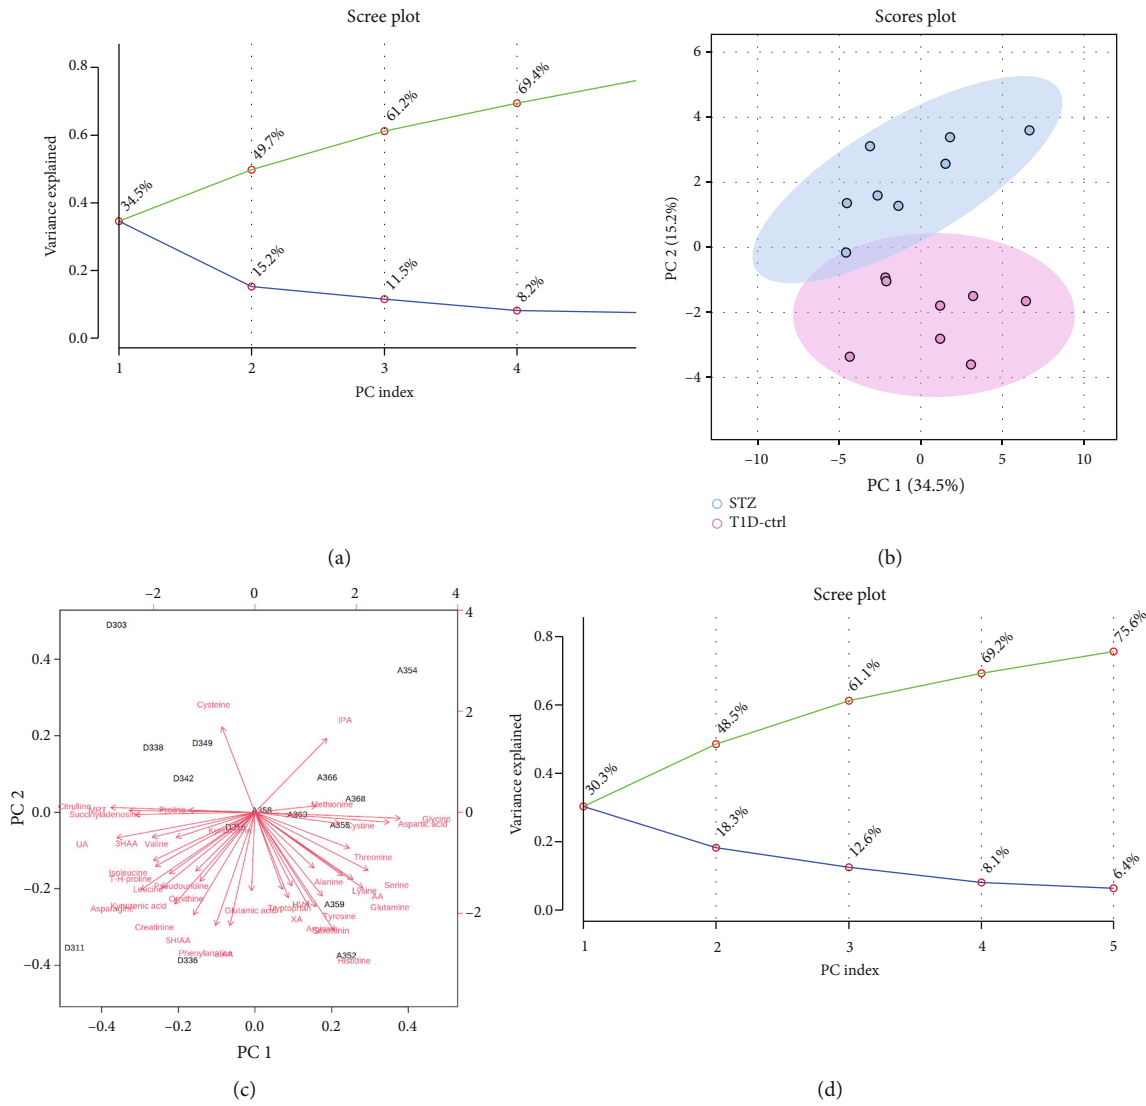 Scree plot
0.8
0.6
0.4
0.2
0.0
Variance explained
34.5%
49.7%
61.2%
69.4%
15.2%
11.5%
8.2%
1
2
3
4
PC index
(a)
Scores plot
6
4
2
0
−2
−4
PC 2 (15.2%)
−10
−5
0
5
10
PC 1 (34.5%)
STZ
T1D-ctrl
(b)
−2
0
2
4
4
2
0
−2
0.4
0.2
0.0
−0.2
−0.4
PC 2
D303
A354
Cysteine
IPA
D338
D349
D342
A366
A368
Citrulling
Proline
A358
Methionine
Succinyladenosine
A363
Glycine
A355
Cystine
Aspartic acid
UA
3HAA
Valine
Threonine
Isoleucine
T-H-proline
Leucine
Pseudouridine
Alanine
Serine
Lysine
AA
Ornithine
Asparagine
Kynurenic acid
Glutamic acid
Tryptophan
HVA
A359
Glutamine
XA
Tyrosine
Creatinine
Serotonin
5HIAA
D311
Phenylanaline
D336
A352
Histidine
−0.4
−0.2
0.0
0.2
0.4
PC 1
(c)
Scree plot
0.8
0.6
0.4
0.2
0.0
Variance explained
30.3%
48.5%
61.1%
69.2%
75.6%
18.3%
12.6%
8.1%
6.4%
1
2
3
4
5
PC index
(d)